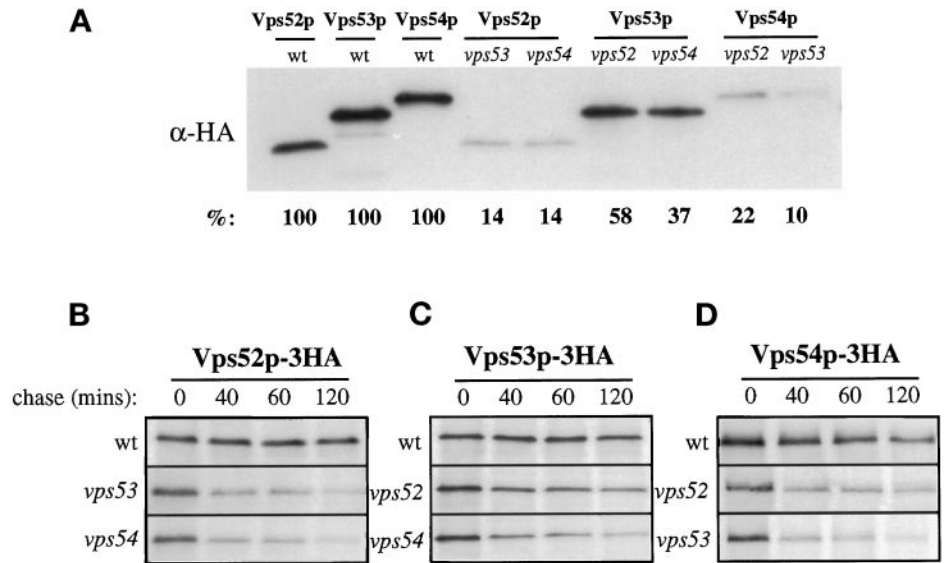 A
Vps52p Vps53p Vps54p Vps52p Vps53p Vps54p
wt wt wt vps53 vps54 vps52 vps54 vps52 vps53
α-HA
%: 100 100 100 14 14 58 37 22 10
B C D
Vps52p-3HA Vps53p-3HA Vps54p-3HA
chase (mins): 0 40 60 120 0 40 60 120 0 40 60 120
wt wt wt
vps53 vps52 vps52
vps54 vps54 vps53